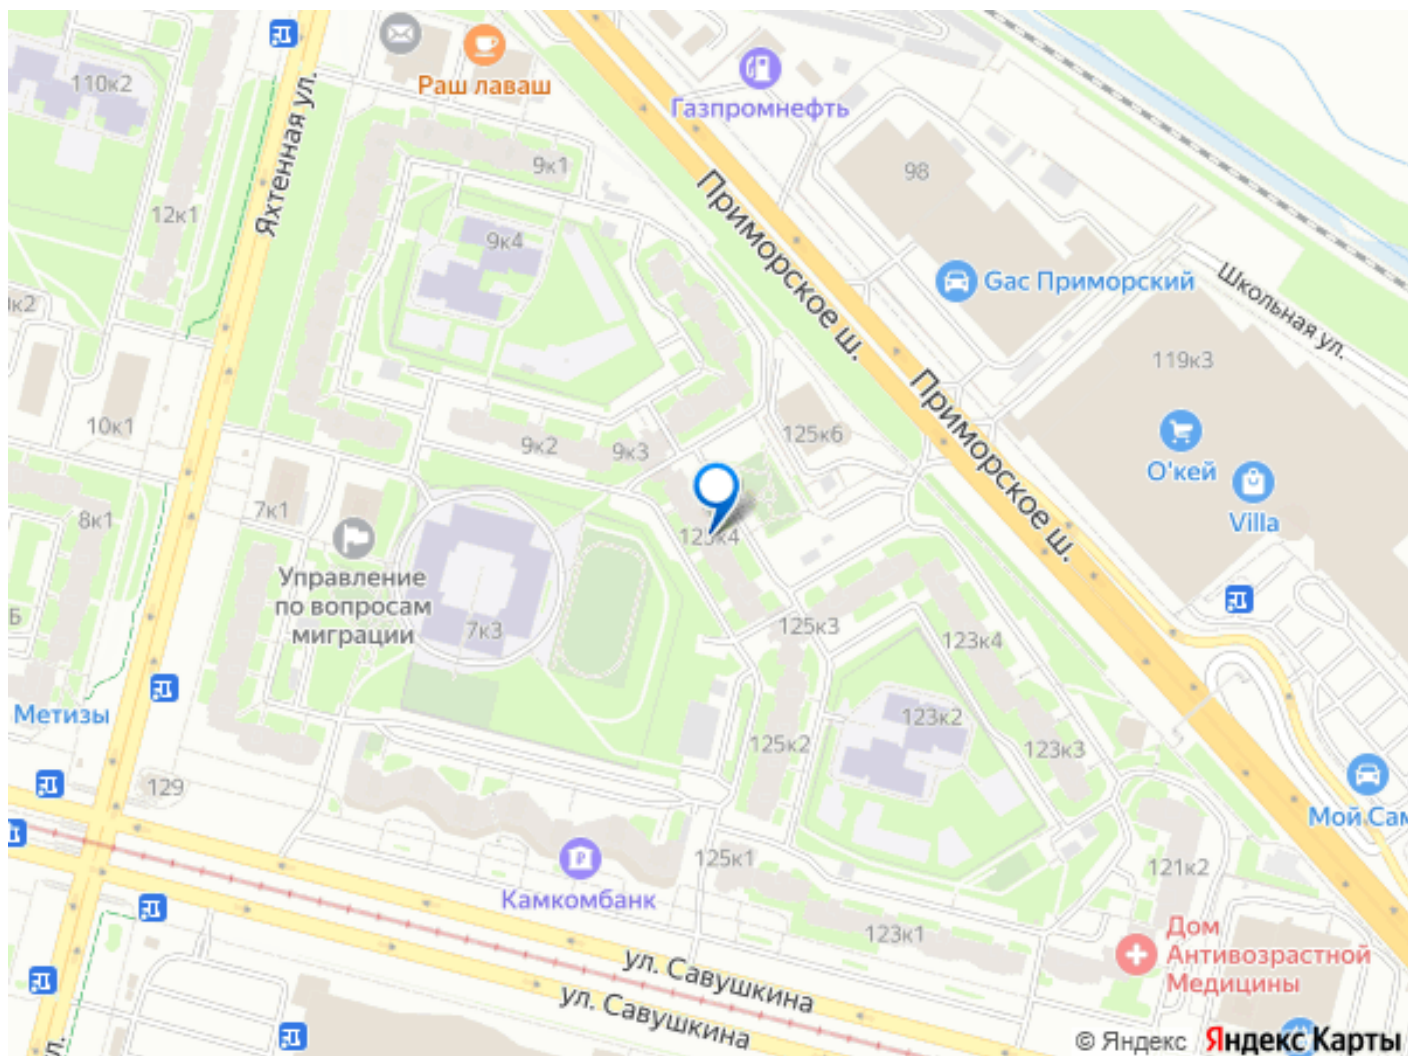 110к2
Раш лаваш
Газпромнефть
Яхтенная ул.
9к1
98
12к1
9к4
Приморское ш.
Gac Приморский
Школьная ул.
119к3
10к1
9к2
9к3
125к6
Приморское ш.
О'кей
Villa
8к1
7к1
125к4
Управление
по вопросам
миграции
7к3
125к3
123к4
Метизы
123к2
125к2
123к3
129
Мой Сам
125к1
121к2
Камкомбанк
123к1
Дом
Антивозрастной
Медицины
ул. Савушкина
ул. Савушкина
© Яндекс Яндекс Карты